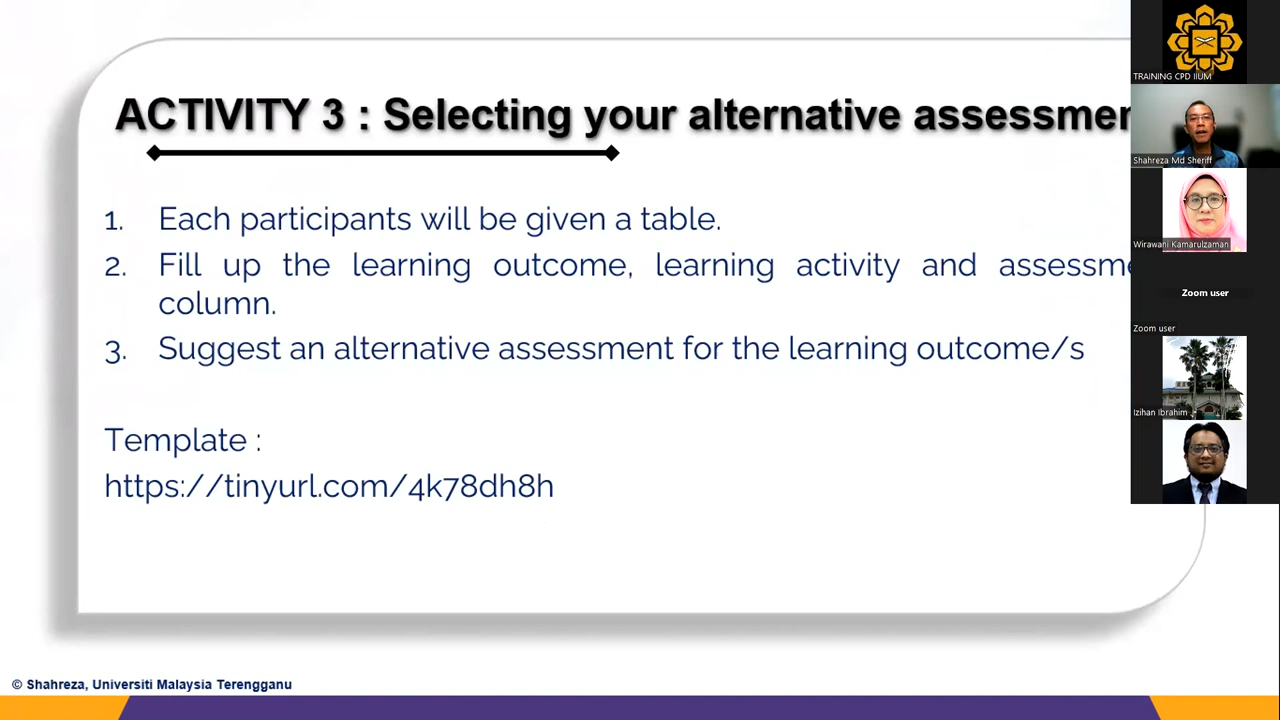 ACTIVITY 3 : Selecting your alternative
1. Each participants will be given a table.
2. Fill up the learning outcome, learning activity and
column.
3. Suggest an alternative assessment for the learning outcome/s
Template :
https://tinyurl.com/4k78dh8h
© Shahreza, Universiti Malaysia Terengganu
TRAINING CPD IIUM
Shahreza Md Sheriff
Wirawani Kamarulzaman
Zoom user
Zoom user
Izihan Ibrahim